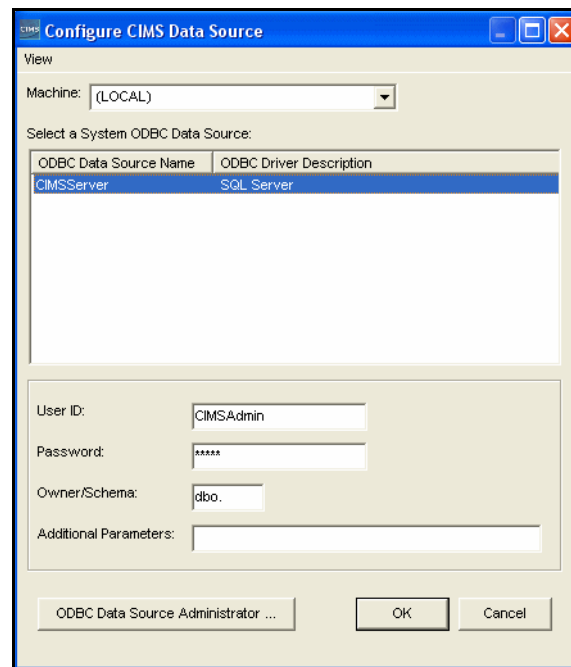 CIMS Configure CIMS Data Source
View
Machine: (LOCAL)
Select a System ODBC Data Source:
ODBC Data Source Name ODBC Driver Description
CIMSServer SQL Server
User ID: CIMSAdmin
Password: *****
Owner/Schema: dbo.
Additional Parameters:
ODBC Data Source Administrator ... OK Cancel